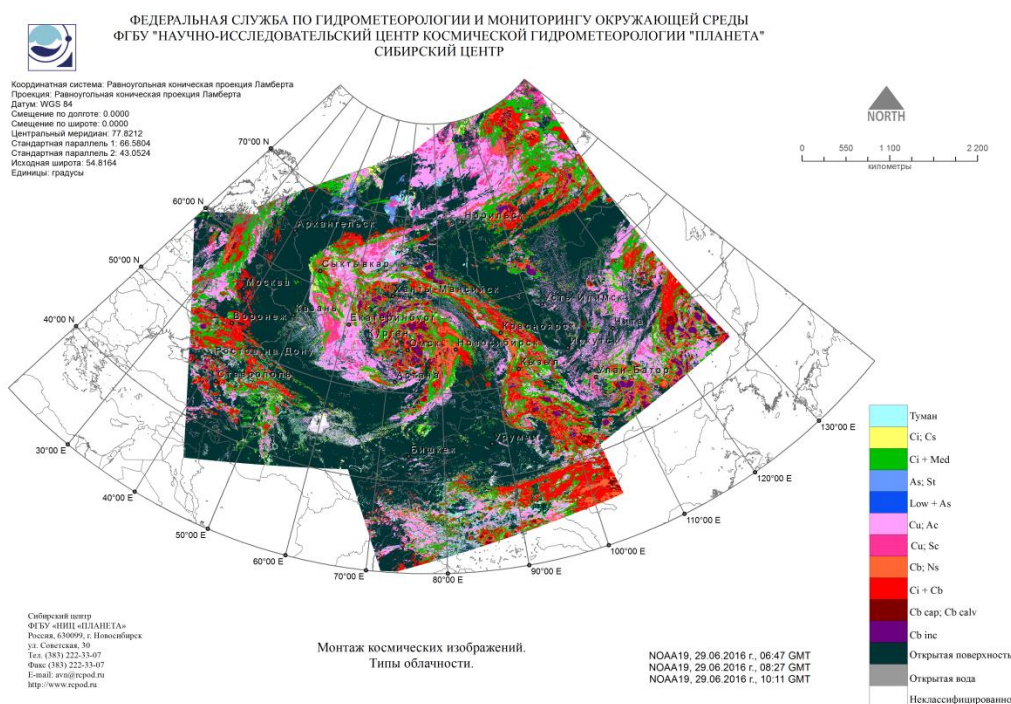 ФЕДЕРАЛЬНАЯ СЛУЖБА ПО ГИДРОМЕТЕОРОЛОГИИ И МОНИТОРИНГУ ОКРУЖАЮЩЕЙ СРЕДЫ
ФГБУ "НАУЧНО-ИССЛЕДОВАТЕЛЬСКИЙ ЦЕНТР КОСМИЧЕСКОЙ ГИДРОМЕТЕОРОЛОГИИ "ПЛАНЕТА"
СИБИРСКИЙ ЦЕНТР
Координатная система: Равноугольная коническая проекция Ламберта
Проекция: Равноугольная коническая проекция Ламберта
Датум: WGS 84
Смещение по долготе: 0.0000
Смещение по широте: 0.0000
Центральный меридиан: 77.8212
Стандартная параллель 1: 66.5804
Стандартная параллель 2: 43.0524
Исходная широта: 54.8164
Единицы: градусы
NORTH
0 550 1 100 2 200
километры
70°00' N
60°00' N
50°00' N
40°00' N
30°00' E
40°00' E
50°00' E
60°00' E
70°00' E
80°00' E
90°00' E
100°00' E
110°00' E
120°00' E
130°00' E
Архангельск
Норильск
Сыктывкар
Москва
Ханты-Мансийск
Усть-Илимск
Казань
Воронеж
Екатеринбург
Красноярск
Курган
Омск
Новосибирск
Иркутск
Ростов на Дону
Ставрополь
Астана
Кызыл
Улан-Батор
Урумчи
Бишкек
Туман
Ci; Cs
Ci + Med
As; St
Low + As
Cu; Ac
Cu; Sc
Cb; Ns
Ci + Cb
Cb cap; Cb calv
Cb inc
Открытая поверхность
Открытая вода
Неклассифицированно
Сибирский центр
ФГБУ «НИЦ «ПЛАНЕТА»
Россия, 630099, г. Новосибирск
ул. Советская, 30
Тел. (383) 222-33-07
Факс (383) 222-33-07
E-mail: avn@rcpod.ru
http://www.rcpod.ru
Монтаж космических изображений.
Типы облачности.
NOAA19, 29.06.2016 г., 06:47 GMT
NOAA19, 29.06.2016 г., 08:27 GMT
NOAA19, 29.06.2016 г., 10:11 GMT